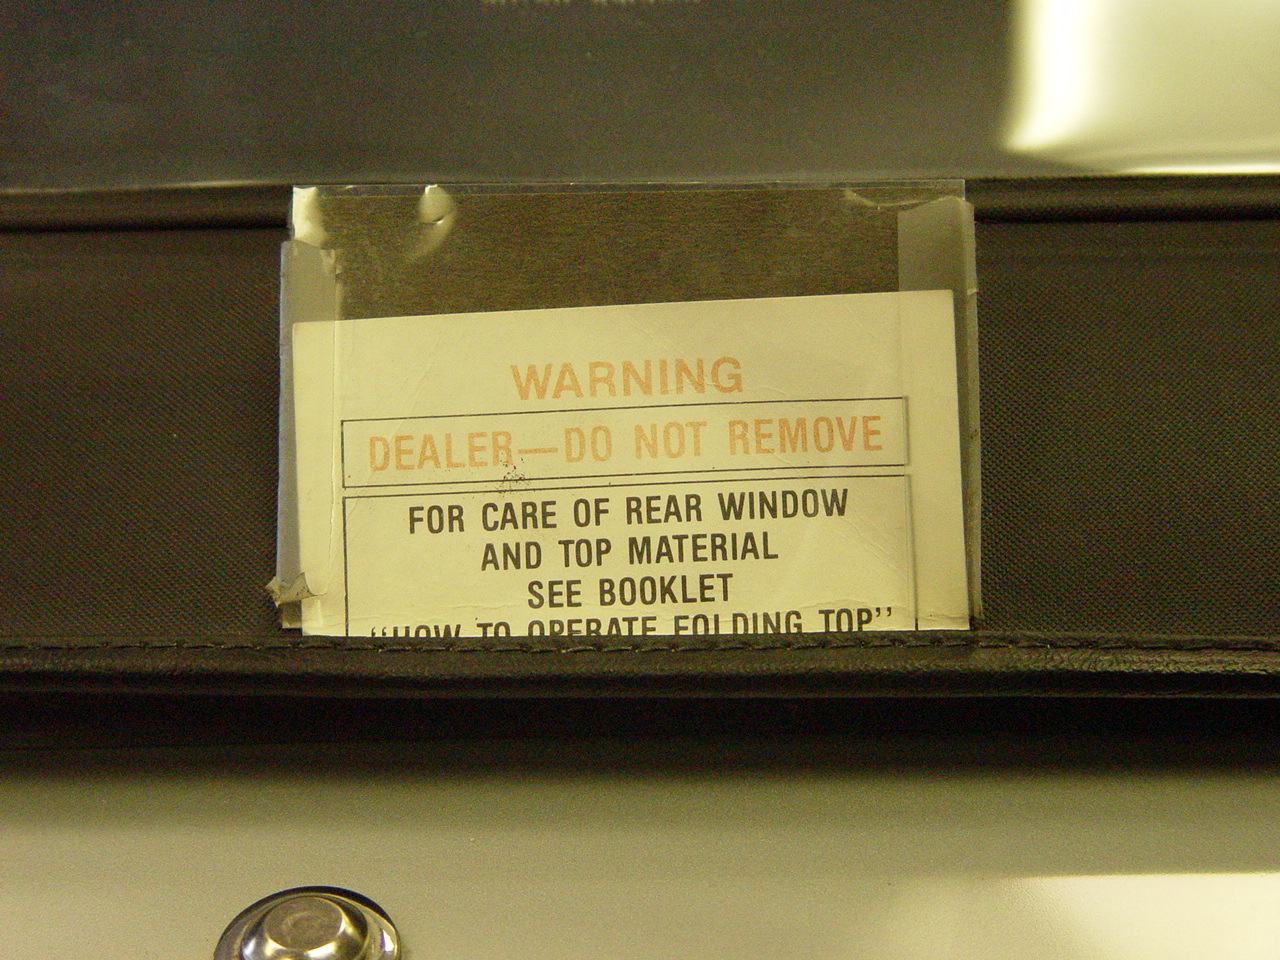 WARNING
DEALER—DO NOT REMOVE
FOR CARE OF REAR WINDOW
AND TOP MATERIAL
SEE BOOKLET
“HOW TO OPERATE FOLDING TOP”